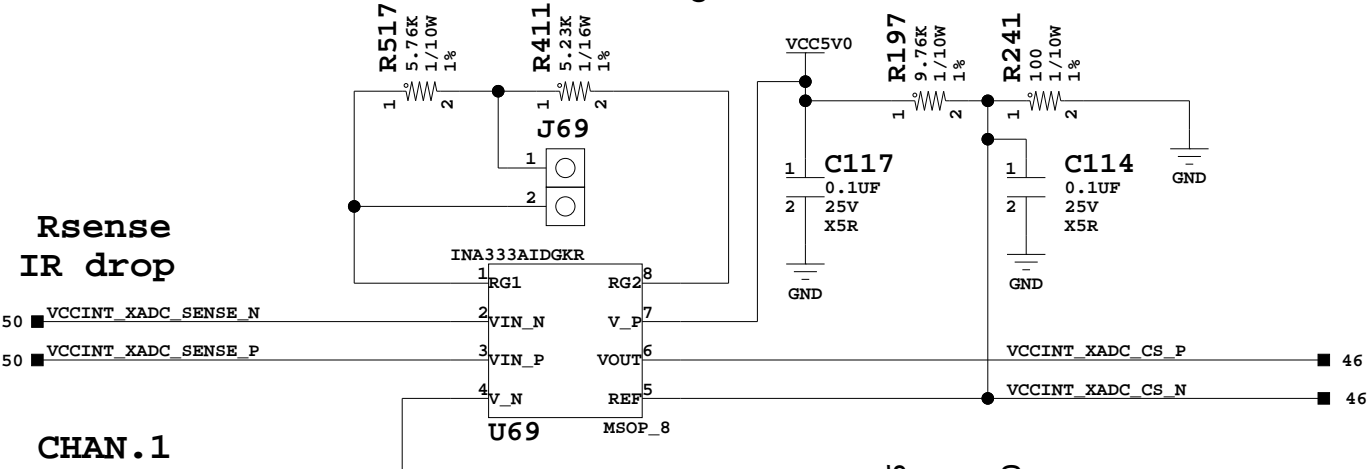 R517
5.76K
1/10W
1%
1
2
R411
5.23K
1/16W
1%
1
2
J69
1
2
VCC5V0
R197
9.76K
1/10W
1%
1
2
R241
100
1/10W
1%
1
2
GND
1
C117
0.1UF
25V
X5R
2
GND
1
C114
0.1UF
25V
X5R
2
GND
Rsense
IR drop
INA333AIDGKR
1
RG1
RG2
8
50 VCCINT_XADC_SENSE_N
2
VIN_N
V_P
7
50 VCCINT_XADC_SENSE_P
3
VIN_P
VOUT
6
VCCINT_XADC_CS_P 46
4
V_N
REF
5
VCCINT_XADC_CS_N 46
U69
MSOP_8
CHAN.1